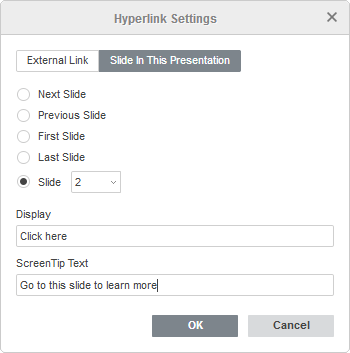 Hyperlink Settings
External Link
Slide In This Presentation
Next Slide
Previous Slide
First Slide
Last Slide
Slide 2
Display
Click here
ScreenTip Text
Go to this slide to learn more
OK
Cancel